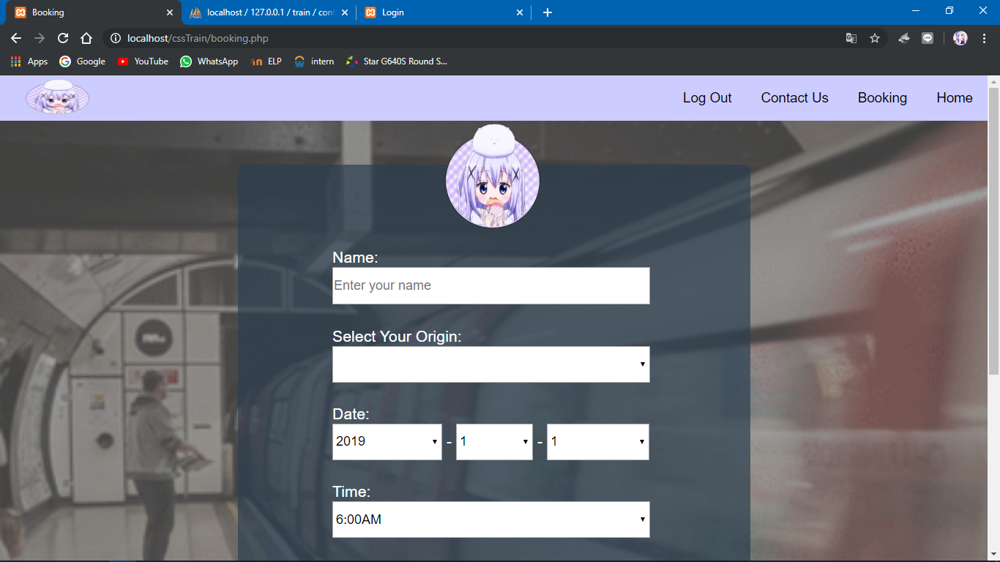 Booking
localhost / 127.0.0.1 / train / con
Login
localhost/cssTrain/booking.php
Apps
Google
YouTube
WhatsApp
ELP
intern
Star G640S Round S...
Log Out
Contact Us
Booking
Home
Name:
Enter your name
Select Your Origin:
Date:
2019 - 1 - 1
Time:
6:00AM